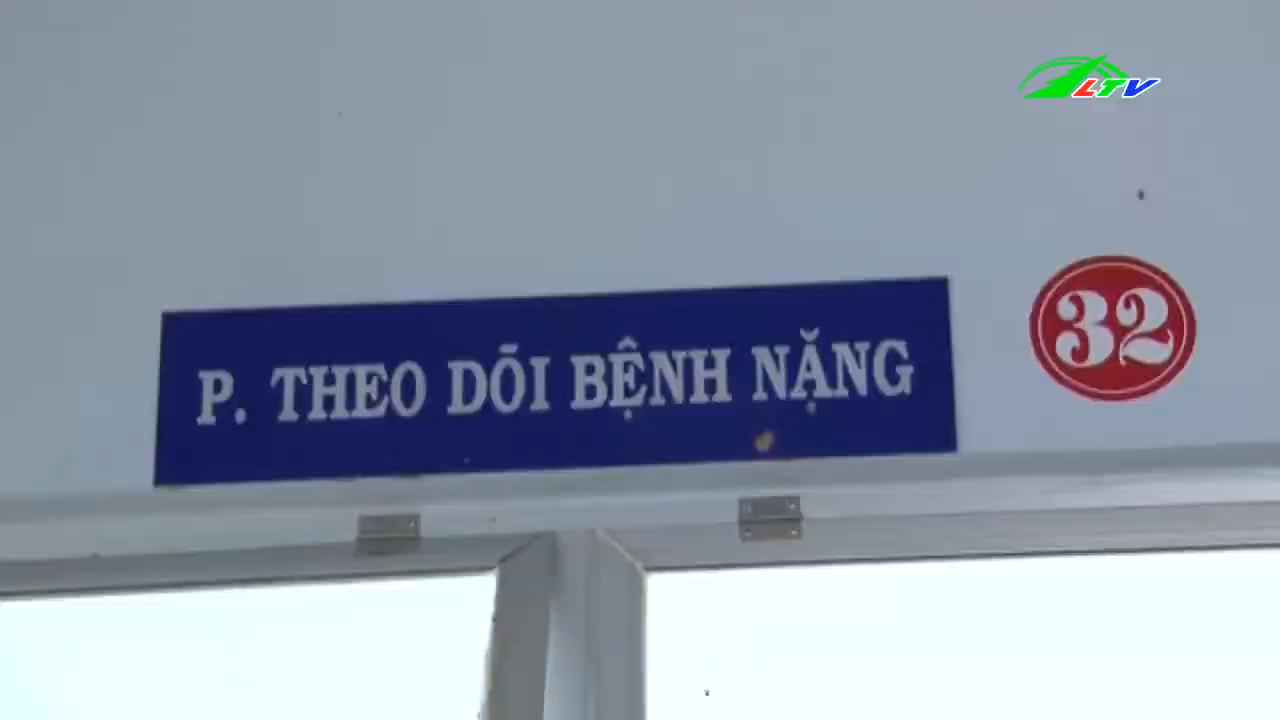 LTV
P. THEO DÕI BỆNH NẶNG
32